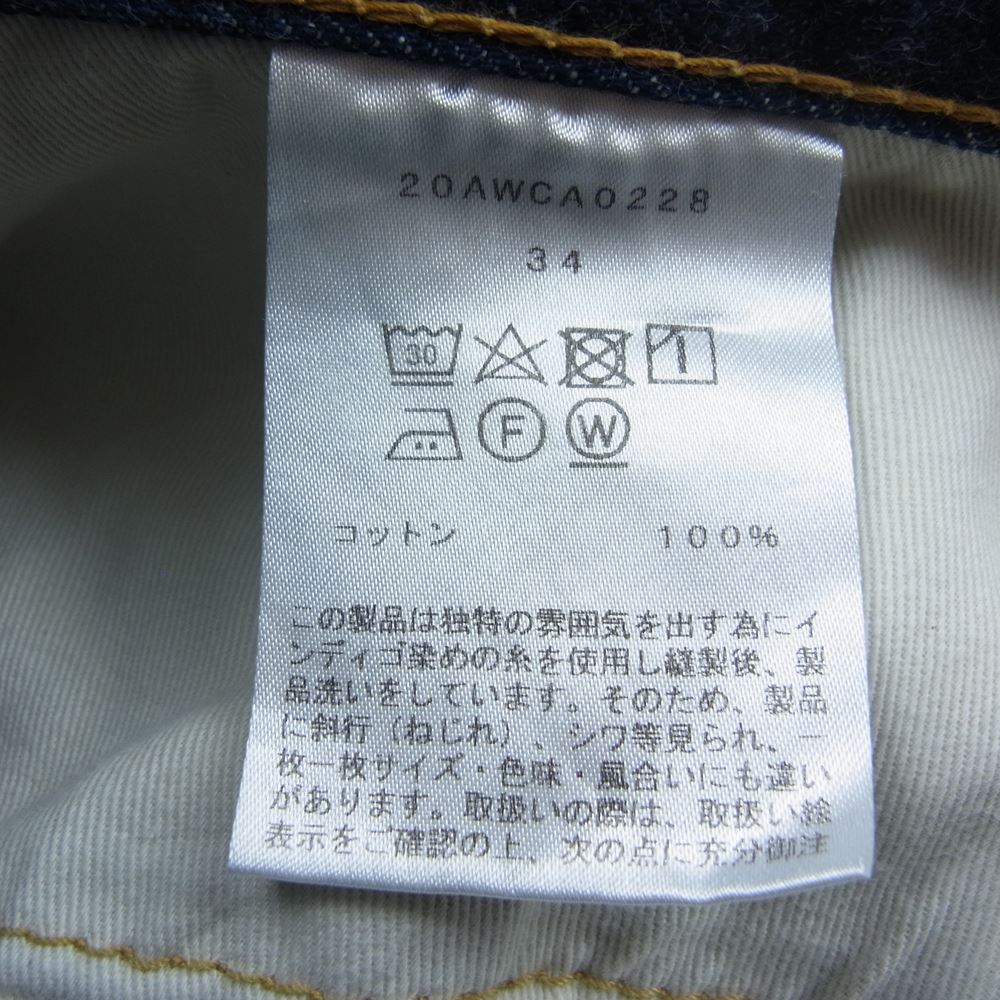 20AWCA0228
34
30
F W
コットン 100%
この製品は独特の雰囲気を出す為にイ
ンディゴ染めの糸を使用し縫製後、製
品洗いをしています。そのため、製品
に斜行（ねじれ）、シワ等見られ、一
枚一枚サイズ・色味・風合いにも違い
があります。取扱いの際は、取扱い絵
表示をご確認の上、次の点に充分御注